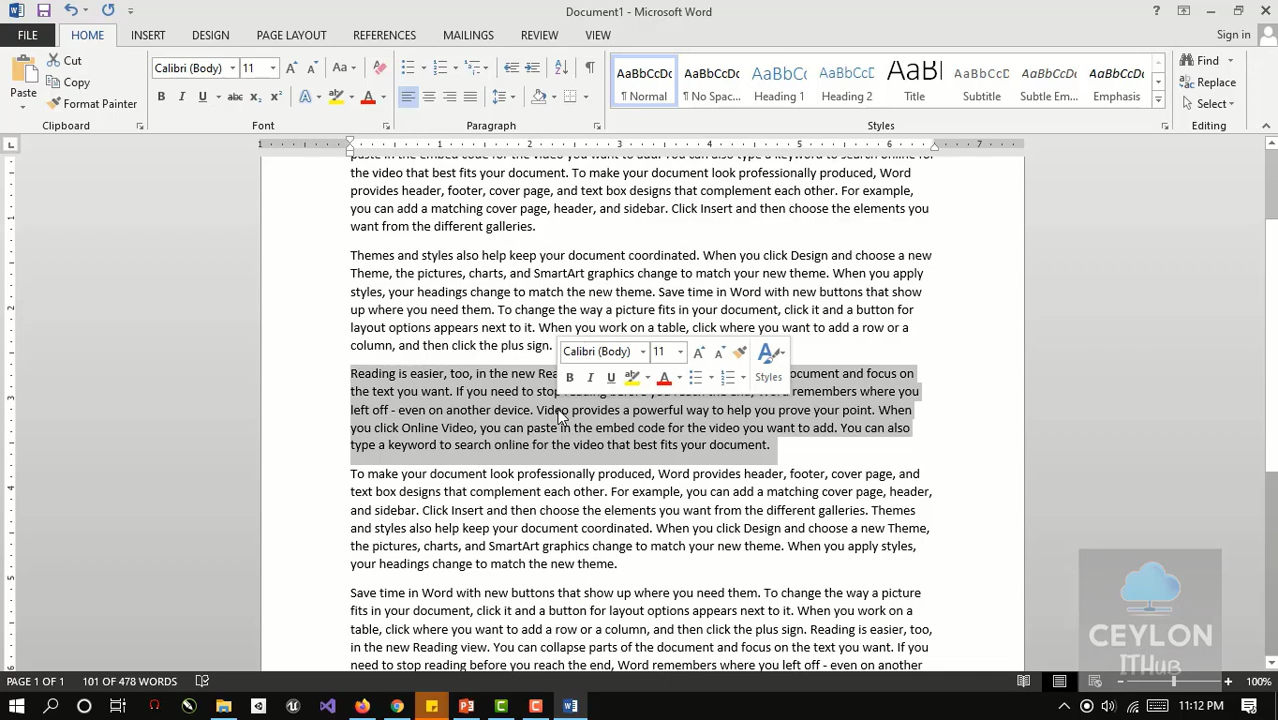 Document1 - Microsoft Word
FILE HOME INSERT DESIGN PAGE LAYOUT REFERENCES MAILINGS REVIEW VIEW Sign in
Paste
Cut
Copy
Format Painter
Clipboard
Calibri (Body) 11
Font
Paragraph
AaBbCcDc AaBbCcDc AaBbC( AaBbCcD AaB AaBbCcD AaBbCcDc AaBbCcDc
¶ Normal ¶ No Spac... Heading 1 Heading 2 Title Subtitle Subtle Em... Emphasis
Styles
Find
Replace
Select
Editing
1 1 2 3 4 5 6 7
paste in the embed code for the video you want to add. You can also type a keyword to search online for
the video that best fits your document. To make your document look professionally produced, Word
provides header, footer, cover page, and text box designs that complement each other. For example,
you can add a matching cover page, header, and sidebar. Click Insert and then choose the elements you
want from the different galleries.
Themes and styles also help keep your document coordinated. When you click Design and choose a new
Theme, the pictures, charts, and SmartArt graphics change to match your new theme. When you apply
styles, your headings change to match the new theme. Save time in Word with new buttons that show
up where you need them. To change the way a picture fits in your document, click it and a button for
layout options appears next to it. When you work on a table, click where you want to add a row or a
column, and then click the plus sign.
Calibri (Body) 11
Styles
Reading is easier, too, in the new Rea ocument and focus on
the text you want. If you need to stop reading before you reach the end, Word remembers where you
left off - even on another device. Video provides a powerful way to help you prove your point. When
you click Online Video, you can paste in the embed code for the video you want to add. You can also
type a keyword to search online for the video that best fits your document.
To make your document look professionally produced, Word provides header, footer, cover page, and
text box designs that complement each other. For example, you can add a matching cover page, header,
and sidebar. Click Insert and then choose the elements you want from the different galleries. Themes
and styles also help keep your document coordinated. When you click Design and choose a new Theme,
the pictures, charts, and SmartArt graphics change to match your new theme. When you apply styles,
your headings change to match the new theme.
Save time in Word with new buttons that show up where you need them. To change the way a picture
fits in your document, click it and a button for layout options appears next to it. When you work on a
table, click where you want to add a row or a column, and then click the plus sign. Reading is easier, too,
in the new Reading view. You can collapse parts of the document and focus on the text you want. If you
need to stop reading before you reach the end, Word remembers where you left off - even on another
CEYLON
ITHub
PAGE 1 OF 1 101 OF 478 WORDS 100%
11:12 PM